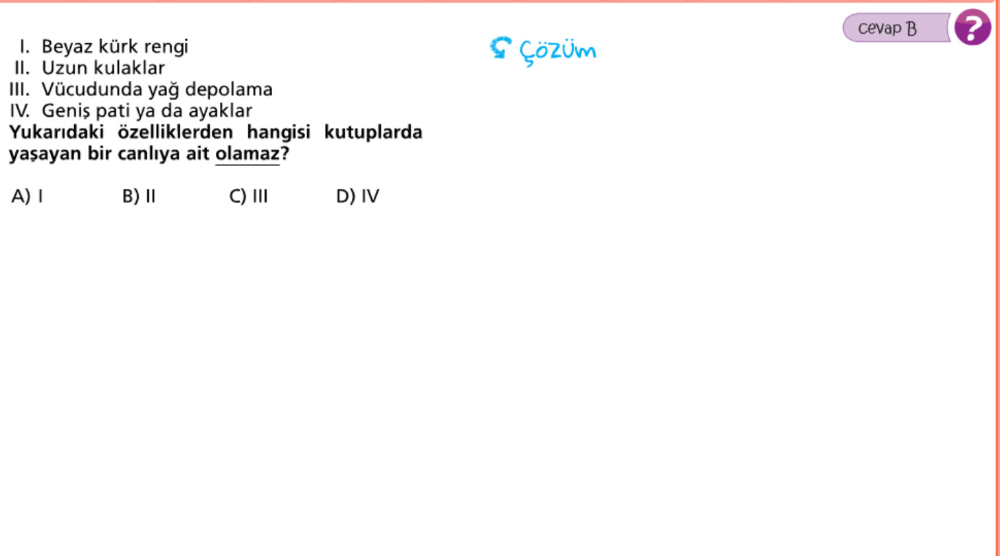 I. Beyaz kürk rengi
II. Uzun kulaklar
III. Vücudunda yağ depolama
IV. Geniş pati ya da ayaklar
Yukarıdaki özelliklerden hangisi kutuplarda
yaşayan bir canlıya ait olamaz?
A) I B) II C) III D) IV
Çözüm
Cevap B ?